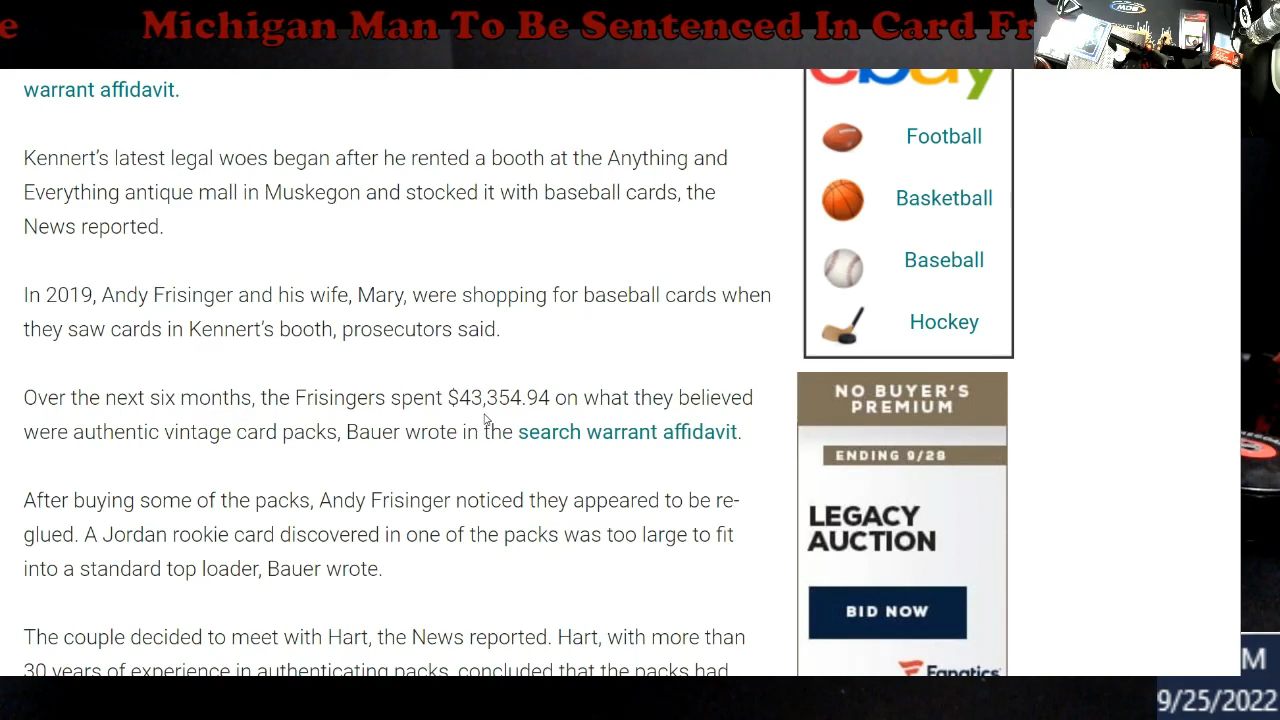 e Michigan Man To Be Sentenced In Card Fr
warrant affidavit.
Kennert's latest legal woes began after he rented a booth at the Anything and
Everything antique mall in Muskegon and stocked it with baseball cards, the
News reported.
In 2019, Andy Frisinger and his wife, Mary, were shopping for baseball cards when
they saw cards in Kennert's booth, prosecutors said.
Over the next six months, the Frisingers spent $43,354.94 on what they believed
were authentic vintage card packs, Bauer wrote in the search warrant affidavit.
After buying some of the packs, Andy Frisinger noticed they appeared to be re-
glued. A Jordan rookie card discovered in one of the packs was too large to fit
into a standard top loader, Bauer wrote.
The couple decided to meet with Hart, the News reported. Hart, with more than
30 years of experience in authenticating packs, concluded that the packs had
ebay
Football
Basketball
Baseball
Hockey
NO BUYER'S
PREMIUM
ENDING 9/28
LEGACY
AUCTION
BID NOW
Fanatics
M
9/25/2022